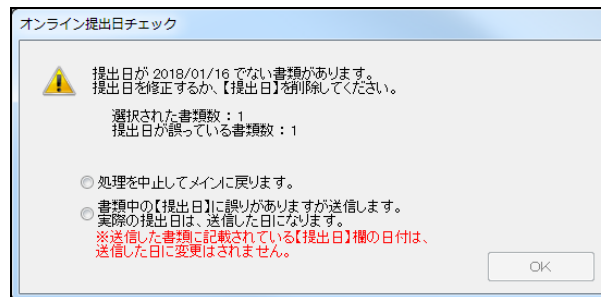 オンライン提出日チェック
提出日が 2018/01/16 でない書類があります。
提出日を修正するか、【提出日】を削除してください。
選択された書類数：1
提出日が誤っている書類数：1
処理を中止してメインに戻ります。
書類中の【提出日】に誤りがありますが送信します。
実際の提出日は、送信した日になります。
※送信した書類に記載されている【提出日】欄の日付は、
送信した日に変更はされません。
OK